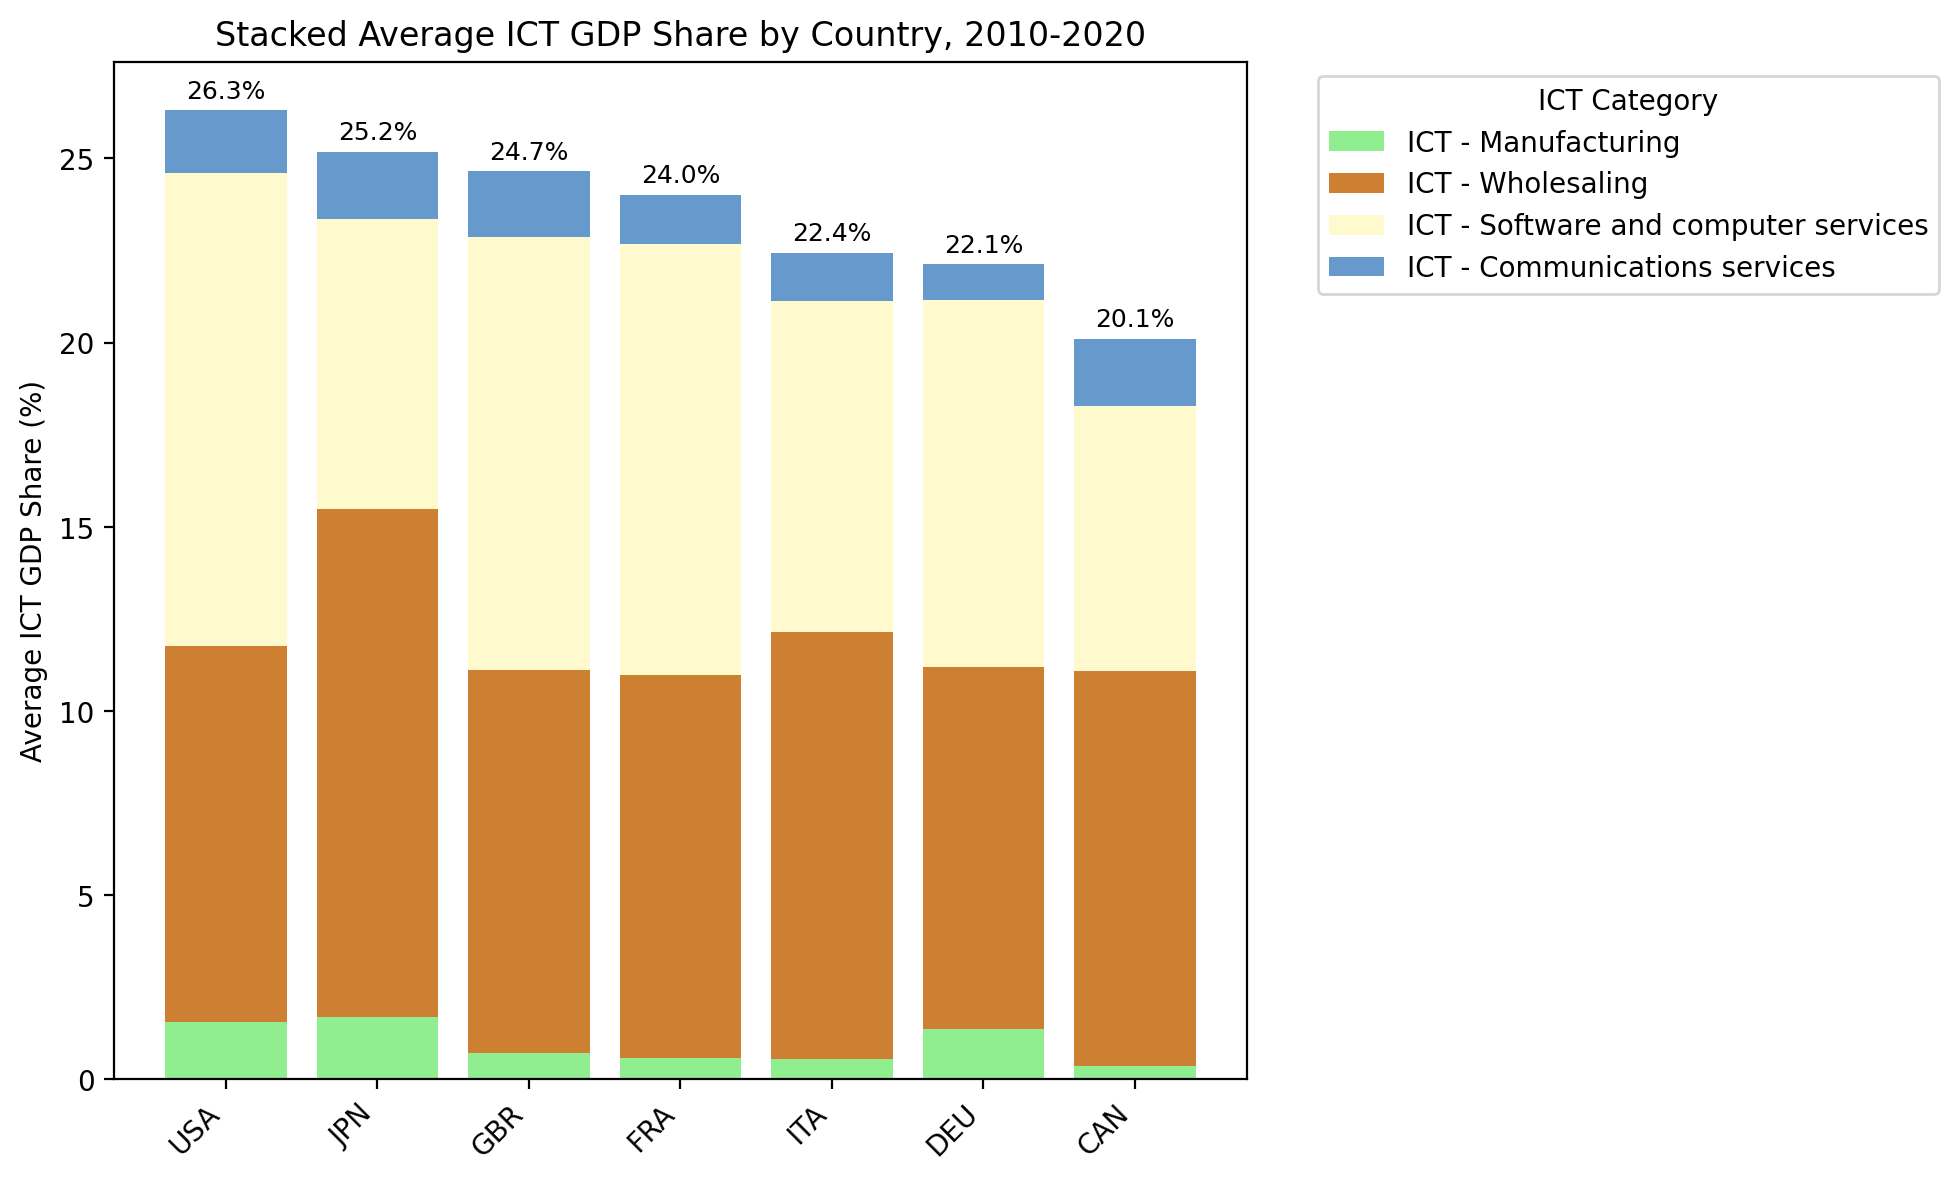 Stacked Average ICT GDP Share by Country, 2010-2020
ICT Category
ICT - Manufacturing
ICT - Wholesaling
ICT - Software and computer services
ICT - Communications services
Average ICT GDP Share (%)
25
20
15
10
5
0
26.3%
25.2%
24.7%
24.0%
22.4%
22.1%
20.1%
USA
JPN
GBR
FRA
ITA
DEU
CAN